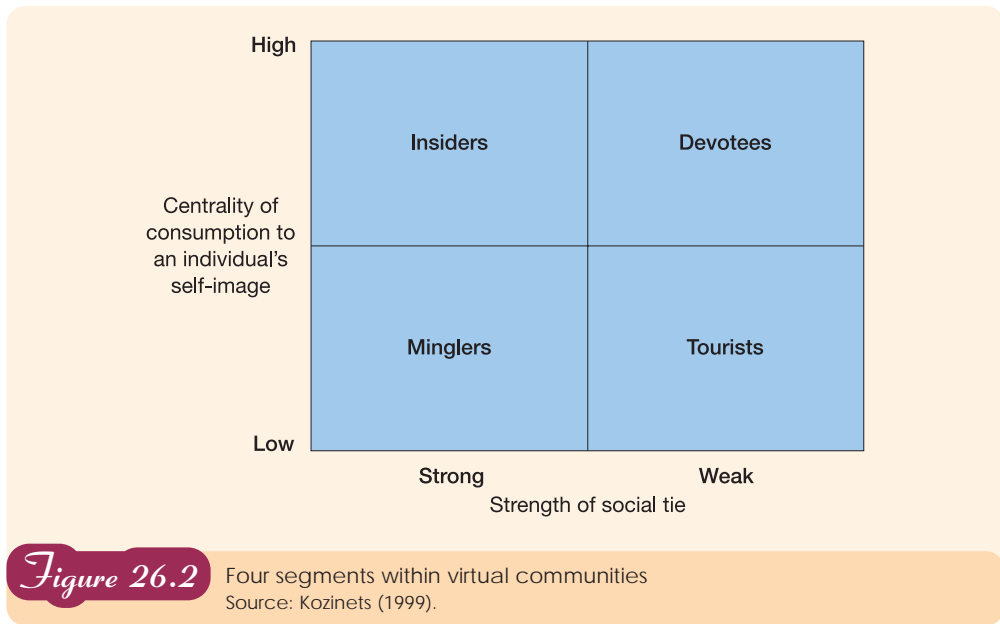 High
Insiders
Devotees
Centrality of
consumption to
an individual's
self-image
Minglers
Tourists
Low
Strong
Weak
Strength of social tie
Figure 26.2
Four segments within virtual communities
Source: Kozinets (1999).